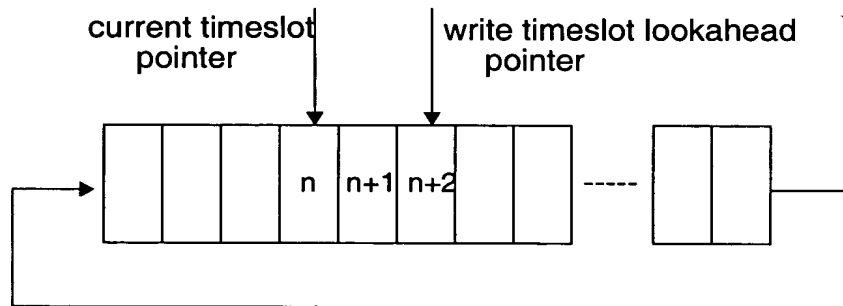 current timeslot
pointer
write timeslot lookahead
pointer
n n+1 n+2